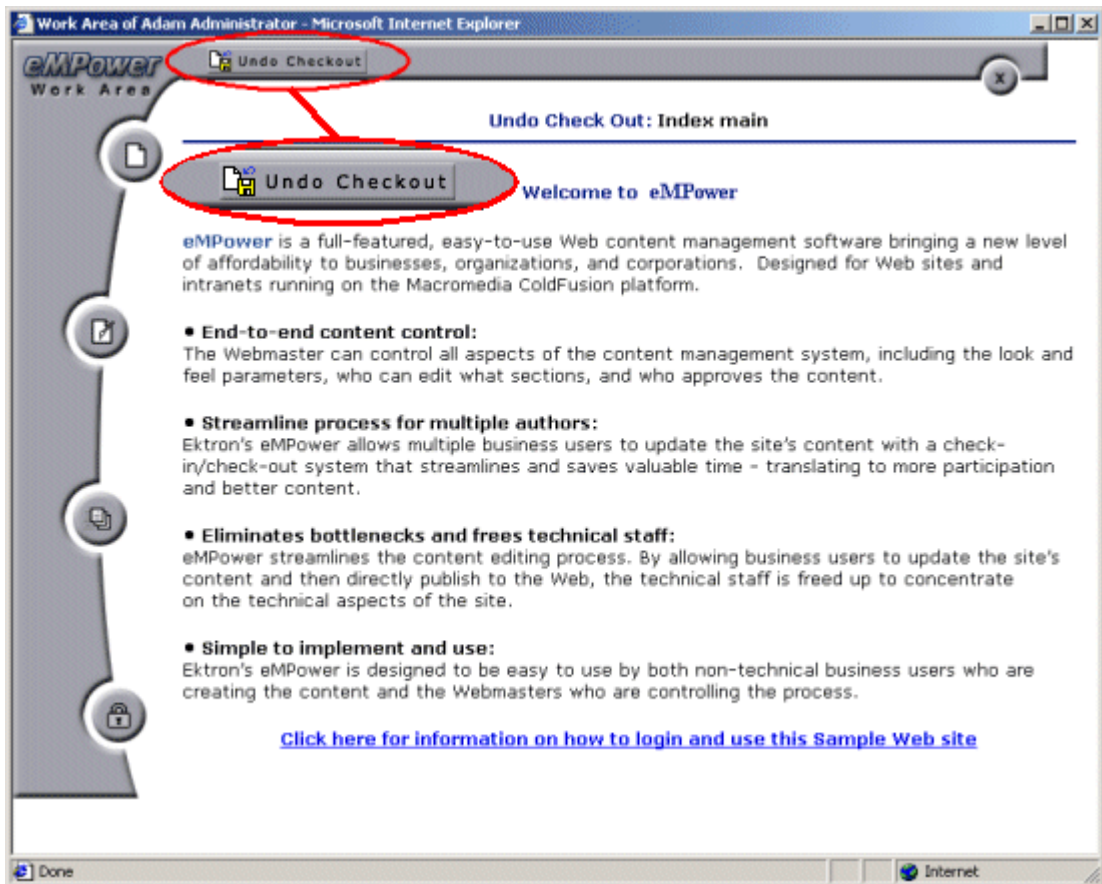 Work Area of Adam Administrator - Microsoft Internet Explorer
eMPower
Work Area
Undo Checkout
x
Undo Check Out: Index main
Undo Checkout
Welcome to eMPower
eMPower is a full-featured, easy-to-use Web content management software bringing a new level
of affordability to businesses, organizations, and corporations. Designed for Web sites and
intranets running on the Macromedia ColdFusion platform.
• End-to-end content control:
The Webmaster can control all aspects of the content management system, including the look and
feel parameters, who can edit what sections, and who approves the content.
• Streamline process for multiple authors:
Ektron's eMPower allows multiple business users to update the site's content with a check-
in/check-out system that streamlines and saves valuable time - translating to more participation
and better content.
• Eliminates bottlenecks and frees technical staff:
eMPower streamlines the content editing process. By allowing business users to update the site's
content and then directly publish to the Web, the technical staff is freed up to concentrate
on the technical aspects of the site.
• Simple to implement and use:
Ektron's eMPower is designed to be easy to use by both non-technical business users who are
creating the content and the Webmasters who are controlling the process.
Click here for information on how to login and use this Sample Web site
Done
Internet